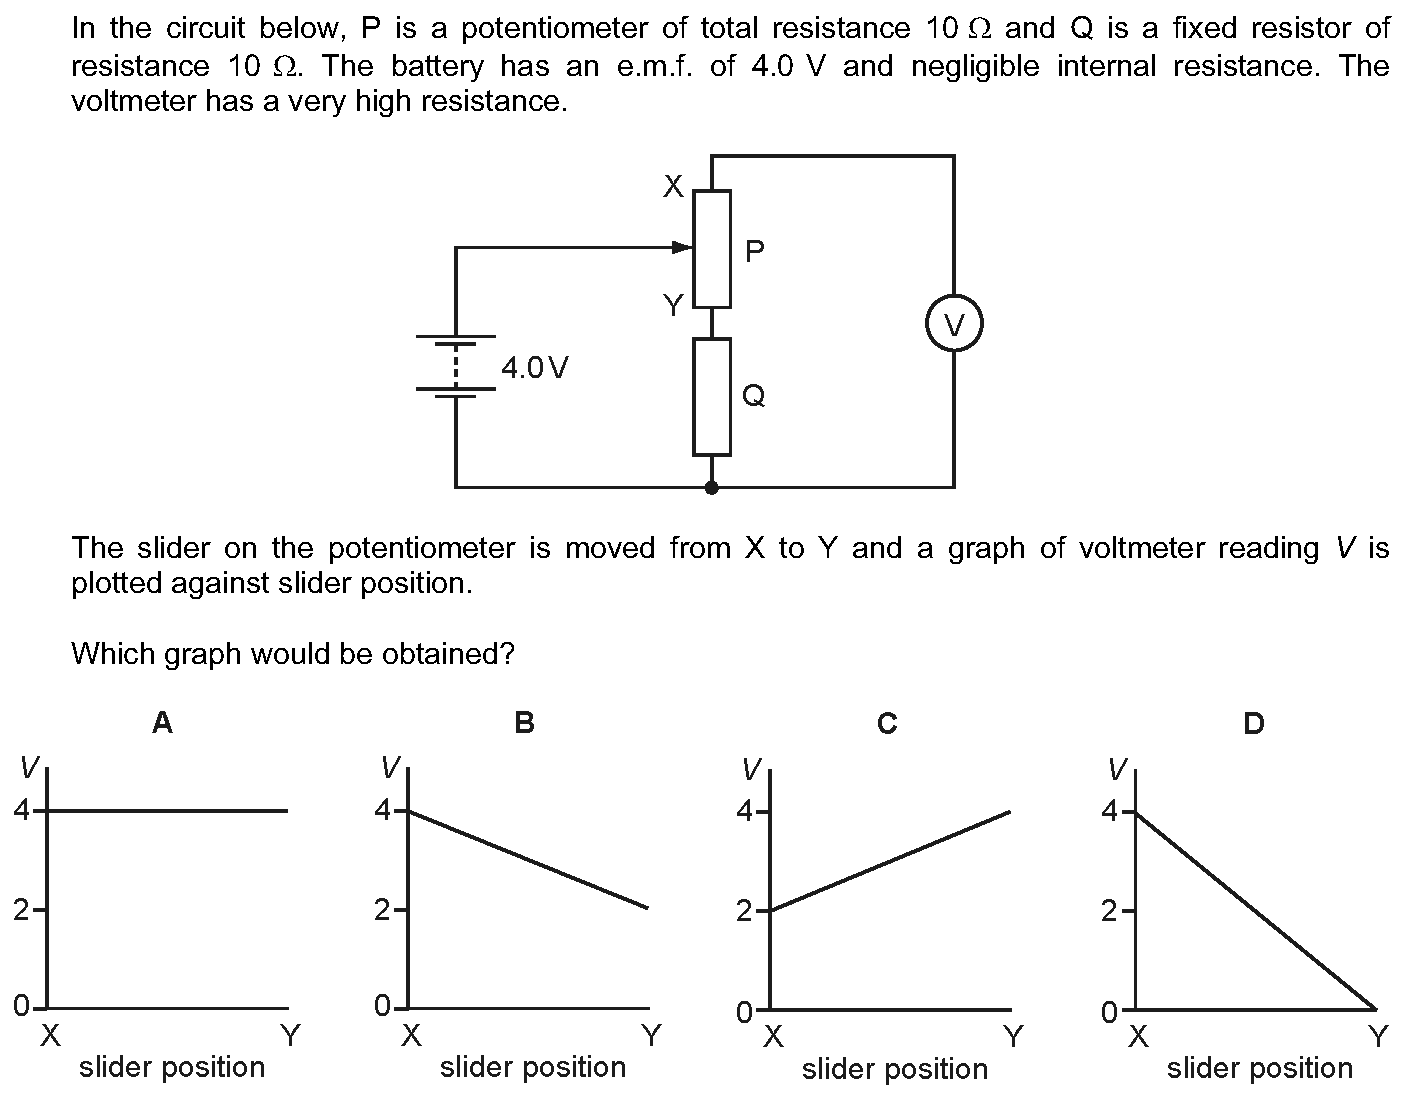 In the circuit below, P is a potentiometer of total resistance 10 Ω and Q is a fixed resistor of
resistance 10 Ω. The battery has an e.m.f. of 4.0 V and negligible internal resistance. The
voltmeter has a very high resistance.
X
P
Y
V
4.0 V
Q
The slider on the potentiometer is moved from X to Y and a graph of voltmeter reading V is
plotted against slider position.
Which graph would be obtained?
A
V
4
2
0
X Y
slider position
B
V
4
2
0
X Y
slider position
C
V
4
2
0
X Y
slider position
D
V
4
2
0
X Y
slider position